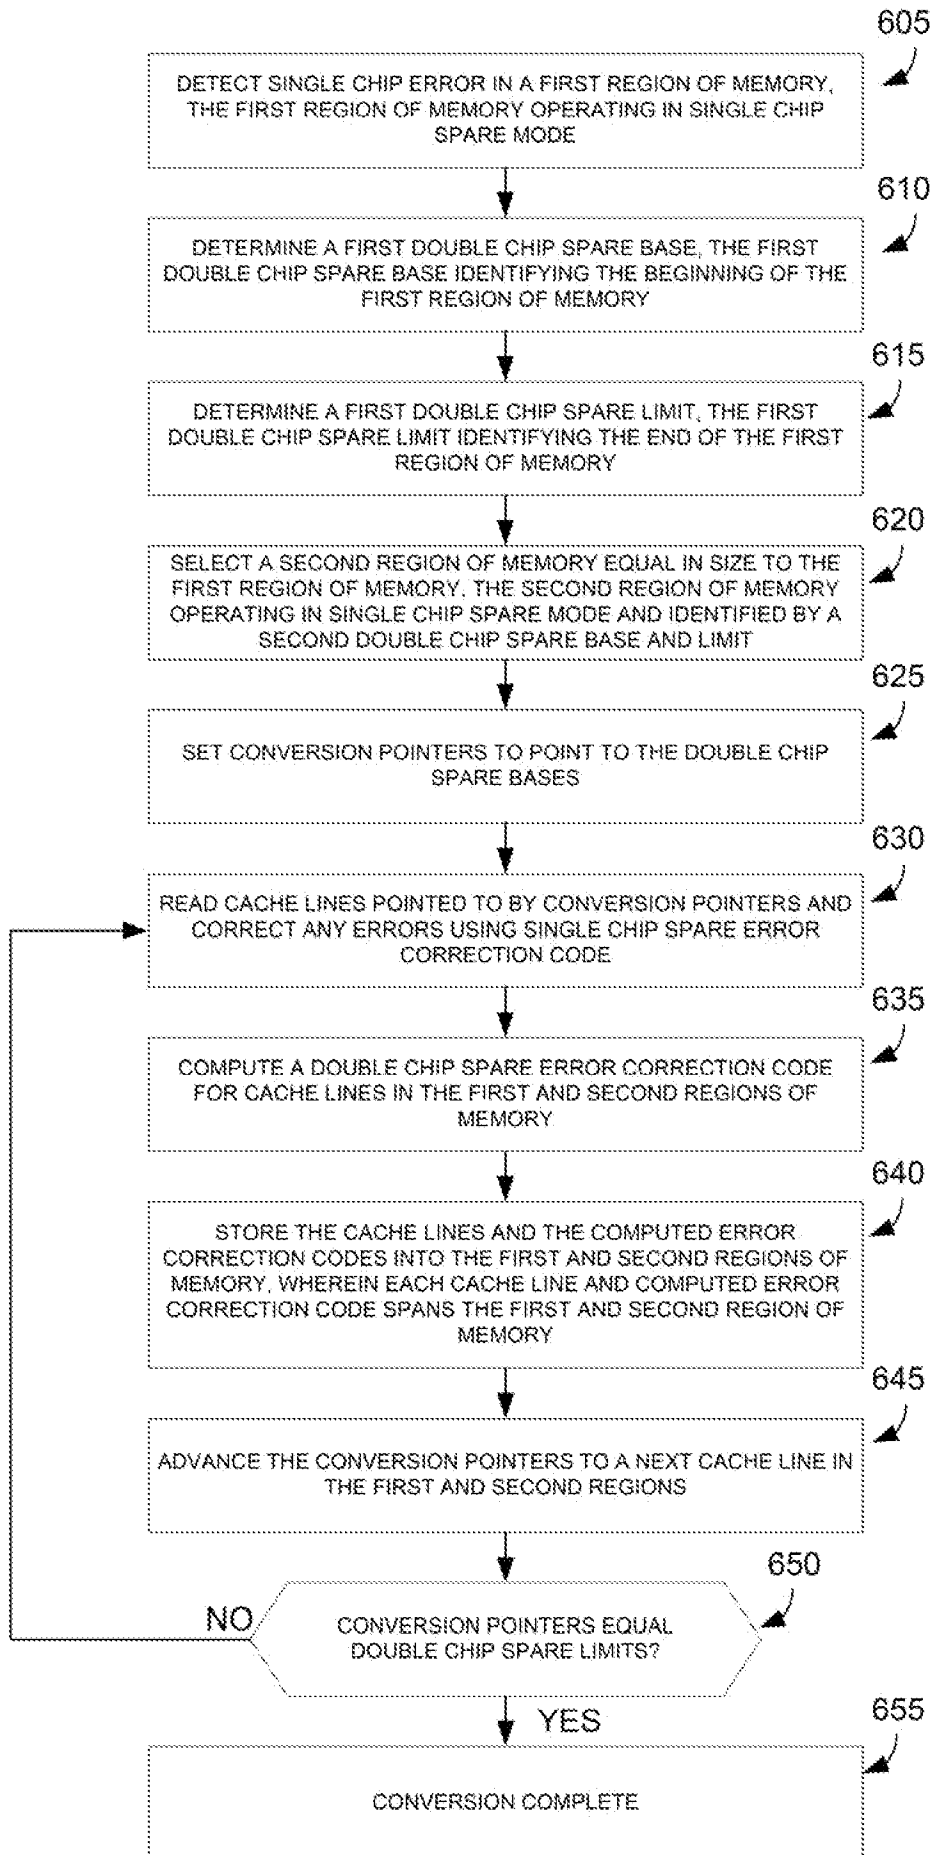 605
DETECT SINGLE CHIP ERROR IN A FIRST REGION OF MEMORY,
THE FIRST REGION OF MEMORY OPERATING IN SINGLE CHIP
SPARE MODE
610
DETERMINE A FIRST DOUBLE CHIP SPARE BASE, THE FIRST
DOUBLE CHIP SPARE BASE IDENTIFYING THE BEGINNING OF THE
FIRST REGION OF MEMORY
615
DETERMINE A FIRST DOUBLE CHIP SPARE LIMIT, THE FIRST
DOUBLE CHIP SPARE LIMIT IDENTIFYING THE END OF THE FIRST
REGION OF MEMORY
620
SELECT A SECOND REGION OF MEMORY EQUAL IN SIZE TO THE
FIRST REGION OF MEMORY, THE SECOND REGION OF MEMORY
OPERATING IN SINGLE CHIP SPARE MODE AND IDENTIFIED BY A
SECOND DOUBLE CHIP SPARE BASE AND LIMIT
625
SET CONVERSION POINTERS TO POINT TO THE DOUBLE CHIP
SPARE BASES
630
READ CACHE LINES POINTED TO BY CONVERSION POINTERS AND
CORRECT ANY ERRORS USING SINGLE CHIP SPARE ERROR
CORRECTION CODE
635
COMPUTE A DOUBLE CHIP SPARE ERROR CORRECTION CODE
FOR CACHE LINES IN THE FIRST AND SECOND REGIONS OF
MEMORY
640
STORE THE CACHE LINES AND THE COMPUTED ERROR
CORRECTION CODES INTO THE FIRST AND SECOND REGIONS OF
MEMORY, WHEREIN EACH CACHE LINE AND COMPUTED ERROR
CORRECTION CODE SPANS THE FIRST AND SECOND REGION OF
MEMORY
645
ADVANCE THE CONVERSION POINTERS TO A NEXT CACHE LINE IN
THE FIRST AND SECOND REGIONS
650
NO
CONVERSION POINTERS EQUAL
DOUBLE CHIP SPARE LIMITS?
YES
655
CONVERSION COMPLETE